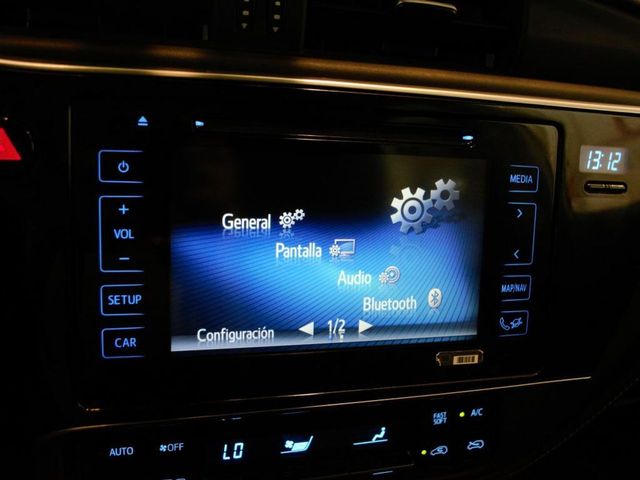 13:12
MEDIA
+
VOL
-
General
Pantalla
SETUP
Audio
MAP/NAV
Bluetooth
CAR
Configuración
1/2
FAST
SOFT
A/C
AUTO
OFF
LO